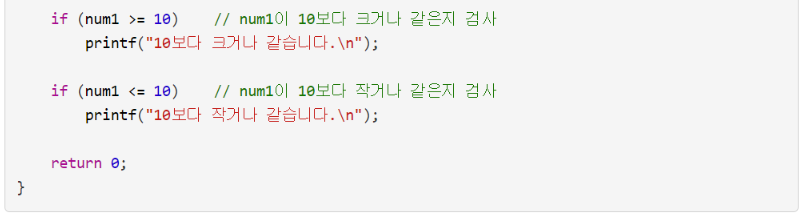 if (num1 >= 10)    // num1이 10보다 크거나 같은지 검사
printf("10보다 크거나 같습니다.\n");
if (num1 <= 10)    // num1이 10보다 작거나 같은지 검사
printf("10보다 작거나 같습니다.\n");
return 0;
}